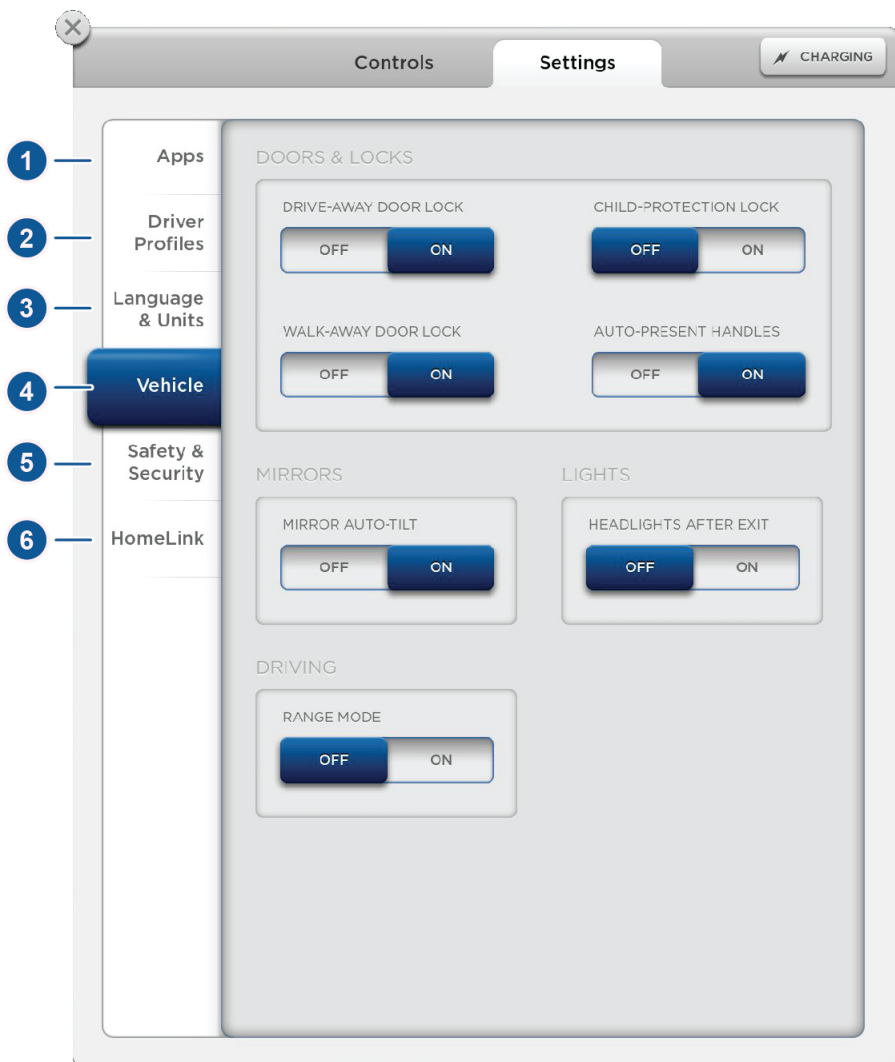 Controls
Settings
CHARGING
1
Apps
2
Driver
Profiles
3
Language
& Units
4
Vehicle
5
Safety &
Security
6
HomeLink
DOORS & LOCKS
DRIVE-AWAY DOOR LOCK
OFF ON
CHILD-PROTECTION LOCK
OFF ON
WALK-AWAY DOOR LOCK
OFF ON
AUTO-PRESENT HANDLES
OFF ON
MIRRORS
MIRROR AUTO-TILT
OFF ON
LIGHTS
HEADLIGHTS AFTER EXIT
OFF ON
DRIVING
RANGE MODE
OFF ON